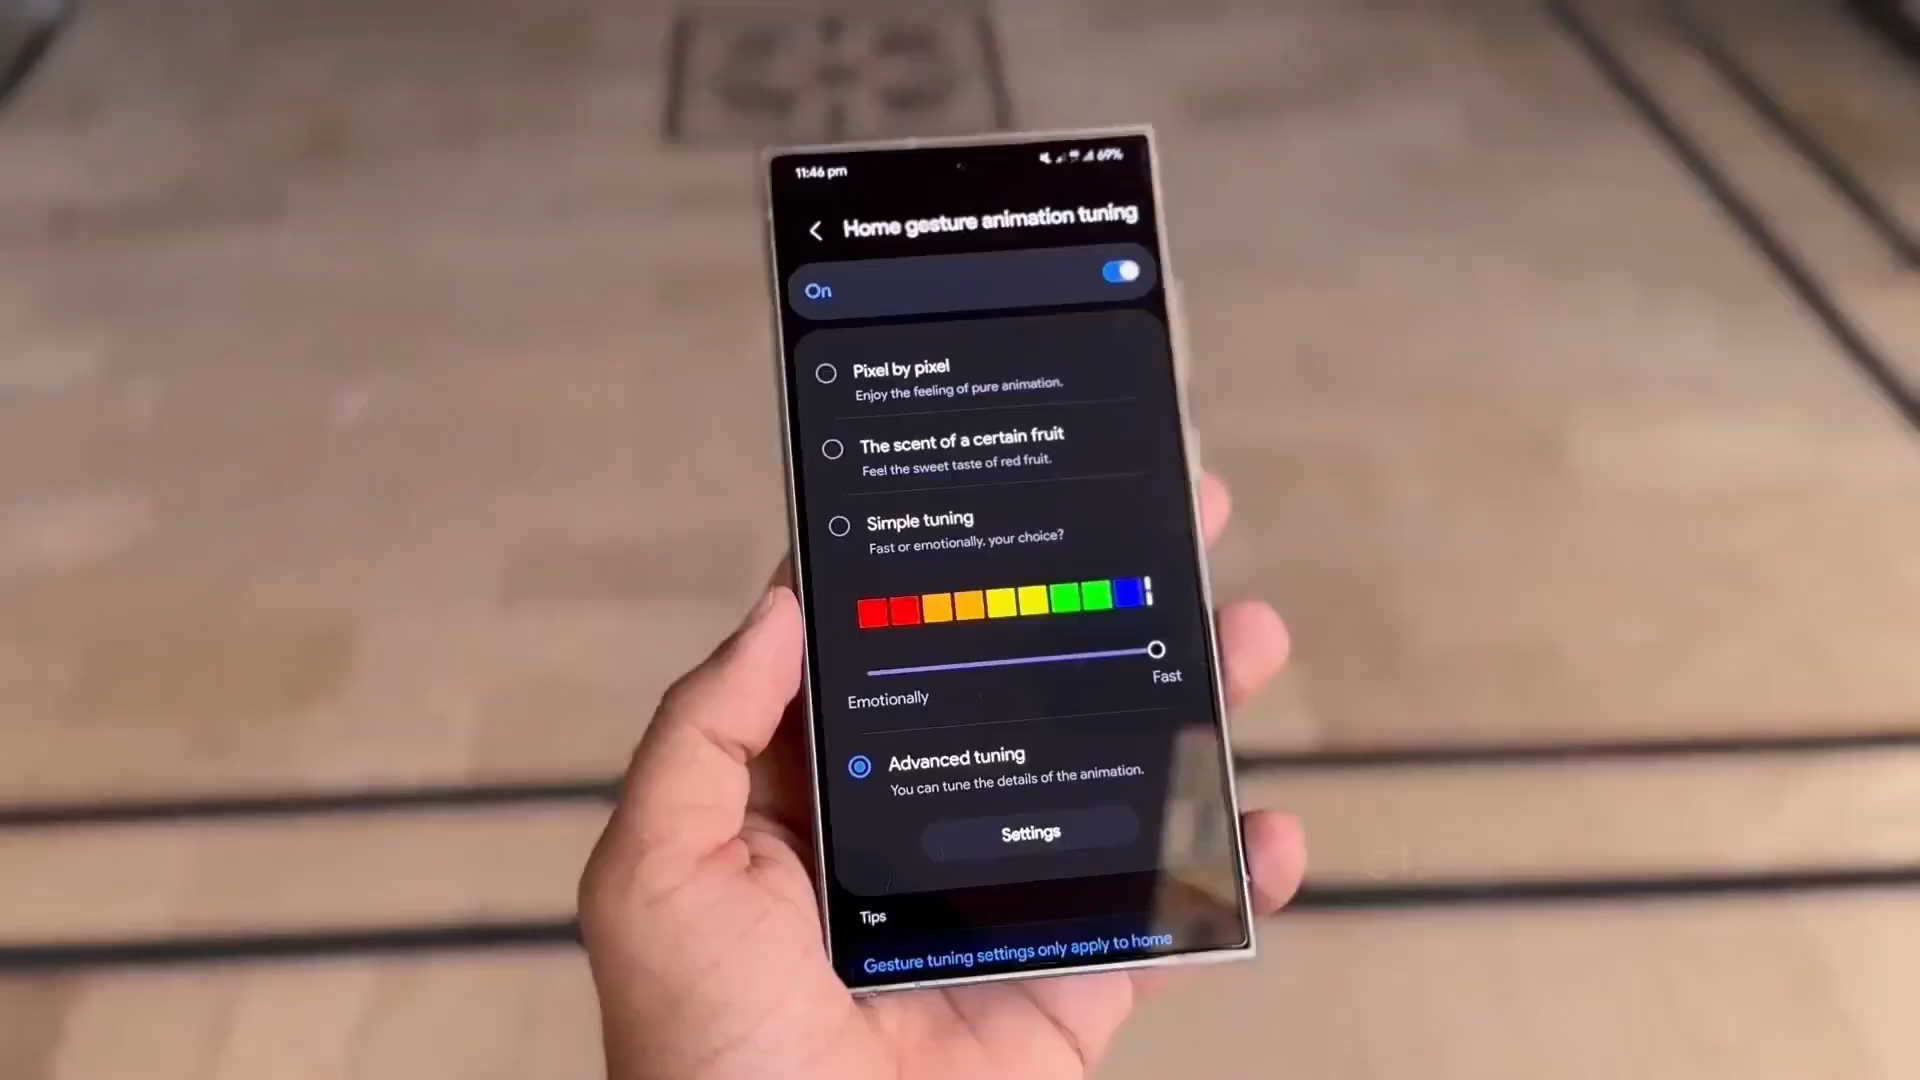 11:46 pm
69%
Home gesture animation tuning
On
Pixel by pixel
Enjoy the feeling of pure animation.
The scent of a certain fruit
Feel the sweet taste of red fruit.
Simple tuning
Fast or emotionally, your choice?
Fast
Emotionally
Advanced tuning
You can tune the details of the animation.
Settings
Tips
Gesture tuning settings only apply to home